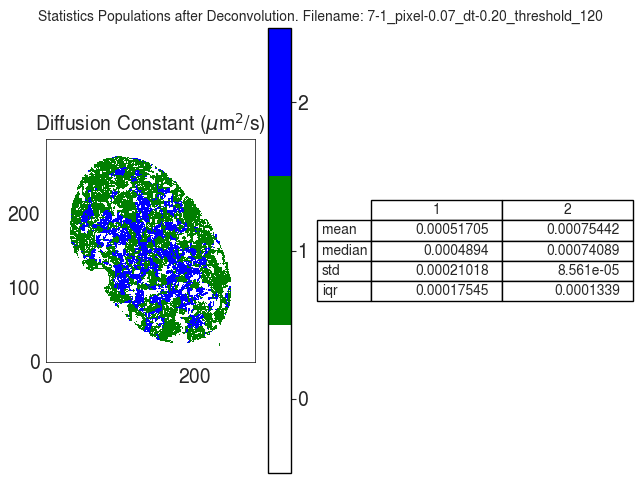 Statistics Populations after Deconvolution. Filename: 7-1_pixel-0.07_dt-0.20_threshold_120
Diffusion Constant (μm²/s)
200
100
0
0 200
2
1
0
1 2
mean 0.00051705 0.00075442
median 0.0004894 0.00074089
std 0.00021018 8.561e-05
iqr 0.00017545 0.0001339